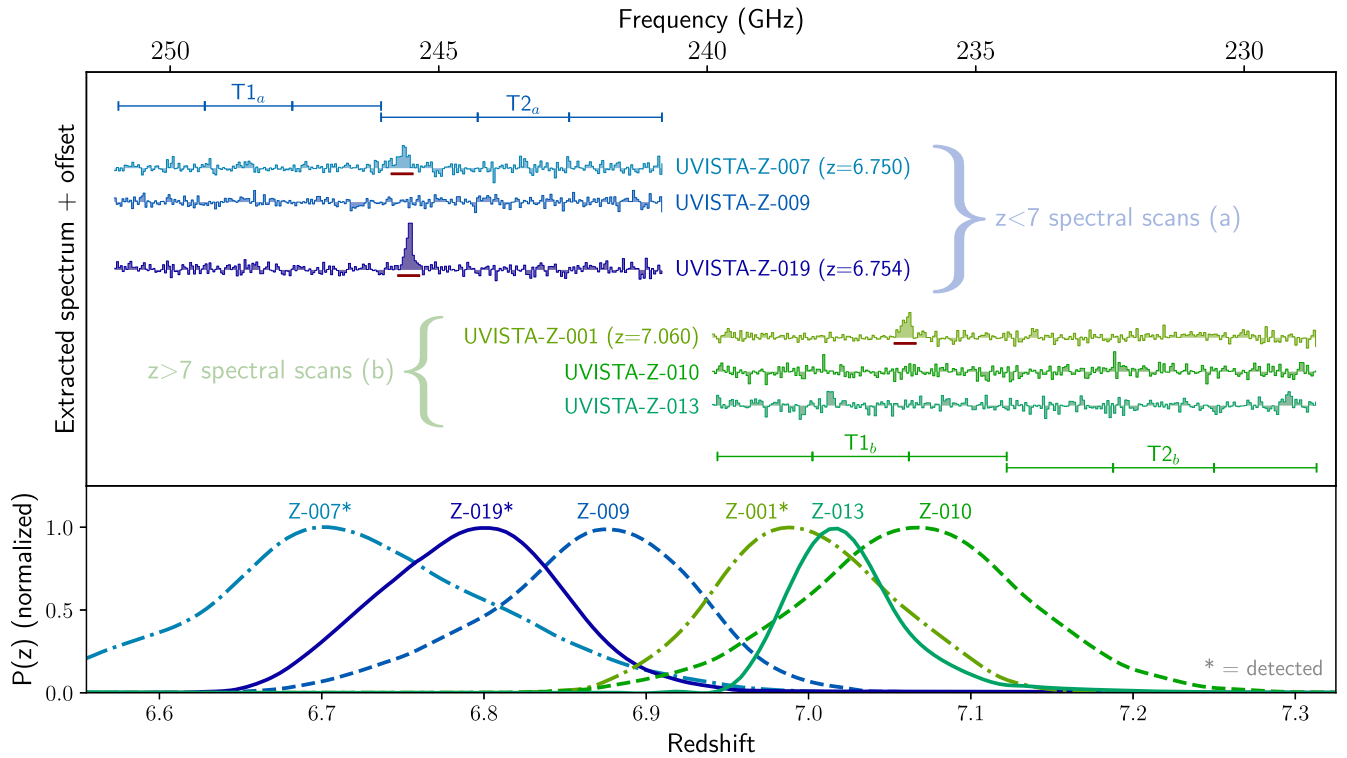 Frequency (GHz)
250 245 240 235 230
Extracted spectrum + offset
T1a
T2a
UVISTA-Z-007 (z=6.750)
UVISTA-Z-009
z<7 spectral scans (a)
UVISTA-Z-019 (z=6.754)
UVISTA-Z-001 (z=7.060)
z>7 spectral scans (b)
UVISTA-Z-010
UVISTA-Z-013
T1b
T2b
P(z) (normalized)
Z-007* Z-019* Z-009 Z-001* Z-013 Z-010
1.0
0.5
* = detected
0.0
6.6 6.7 6.8 6.9 7.0 7.1 7.2 7.3
Redshift